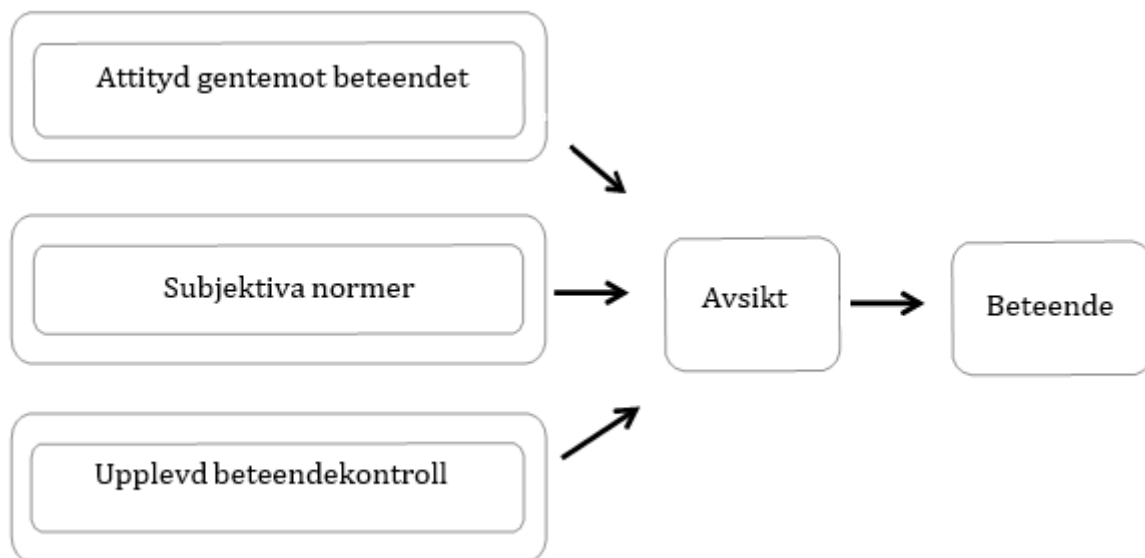 Attityd gentemot beteendet
Subjektiva normer
Avsikt
Beteende
Upplevd beteendekontroll